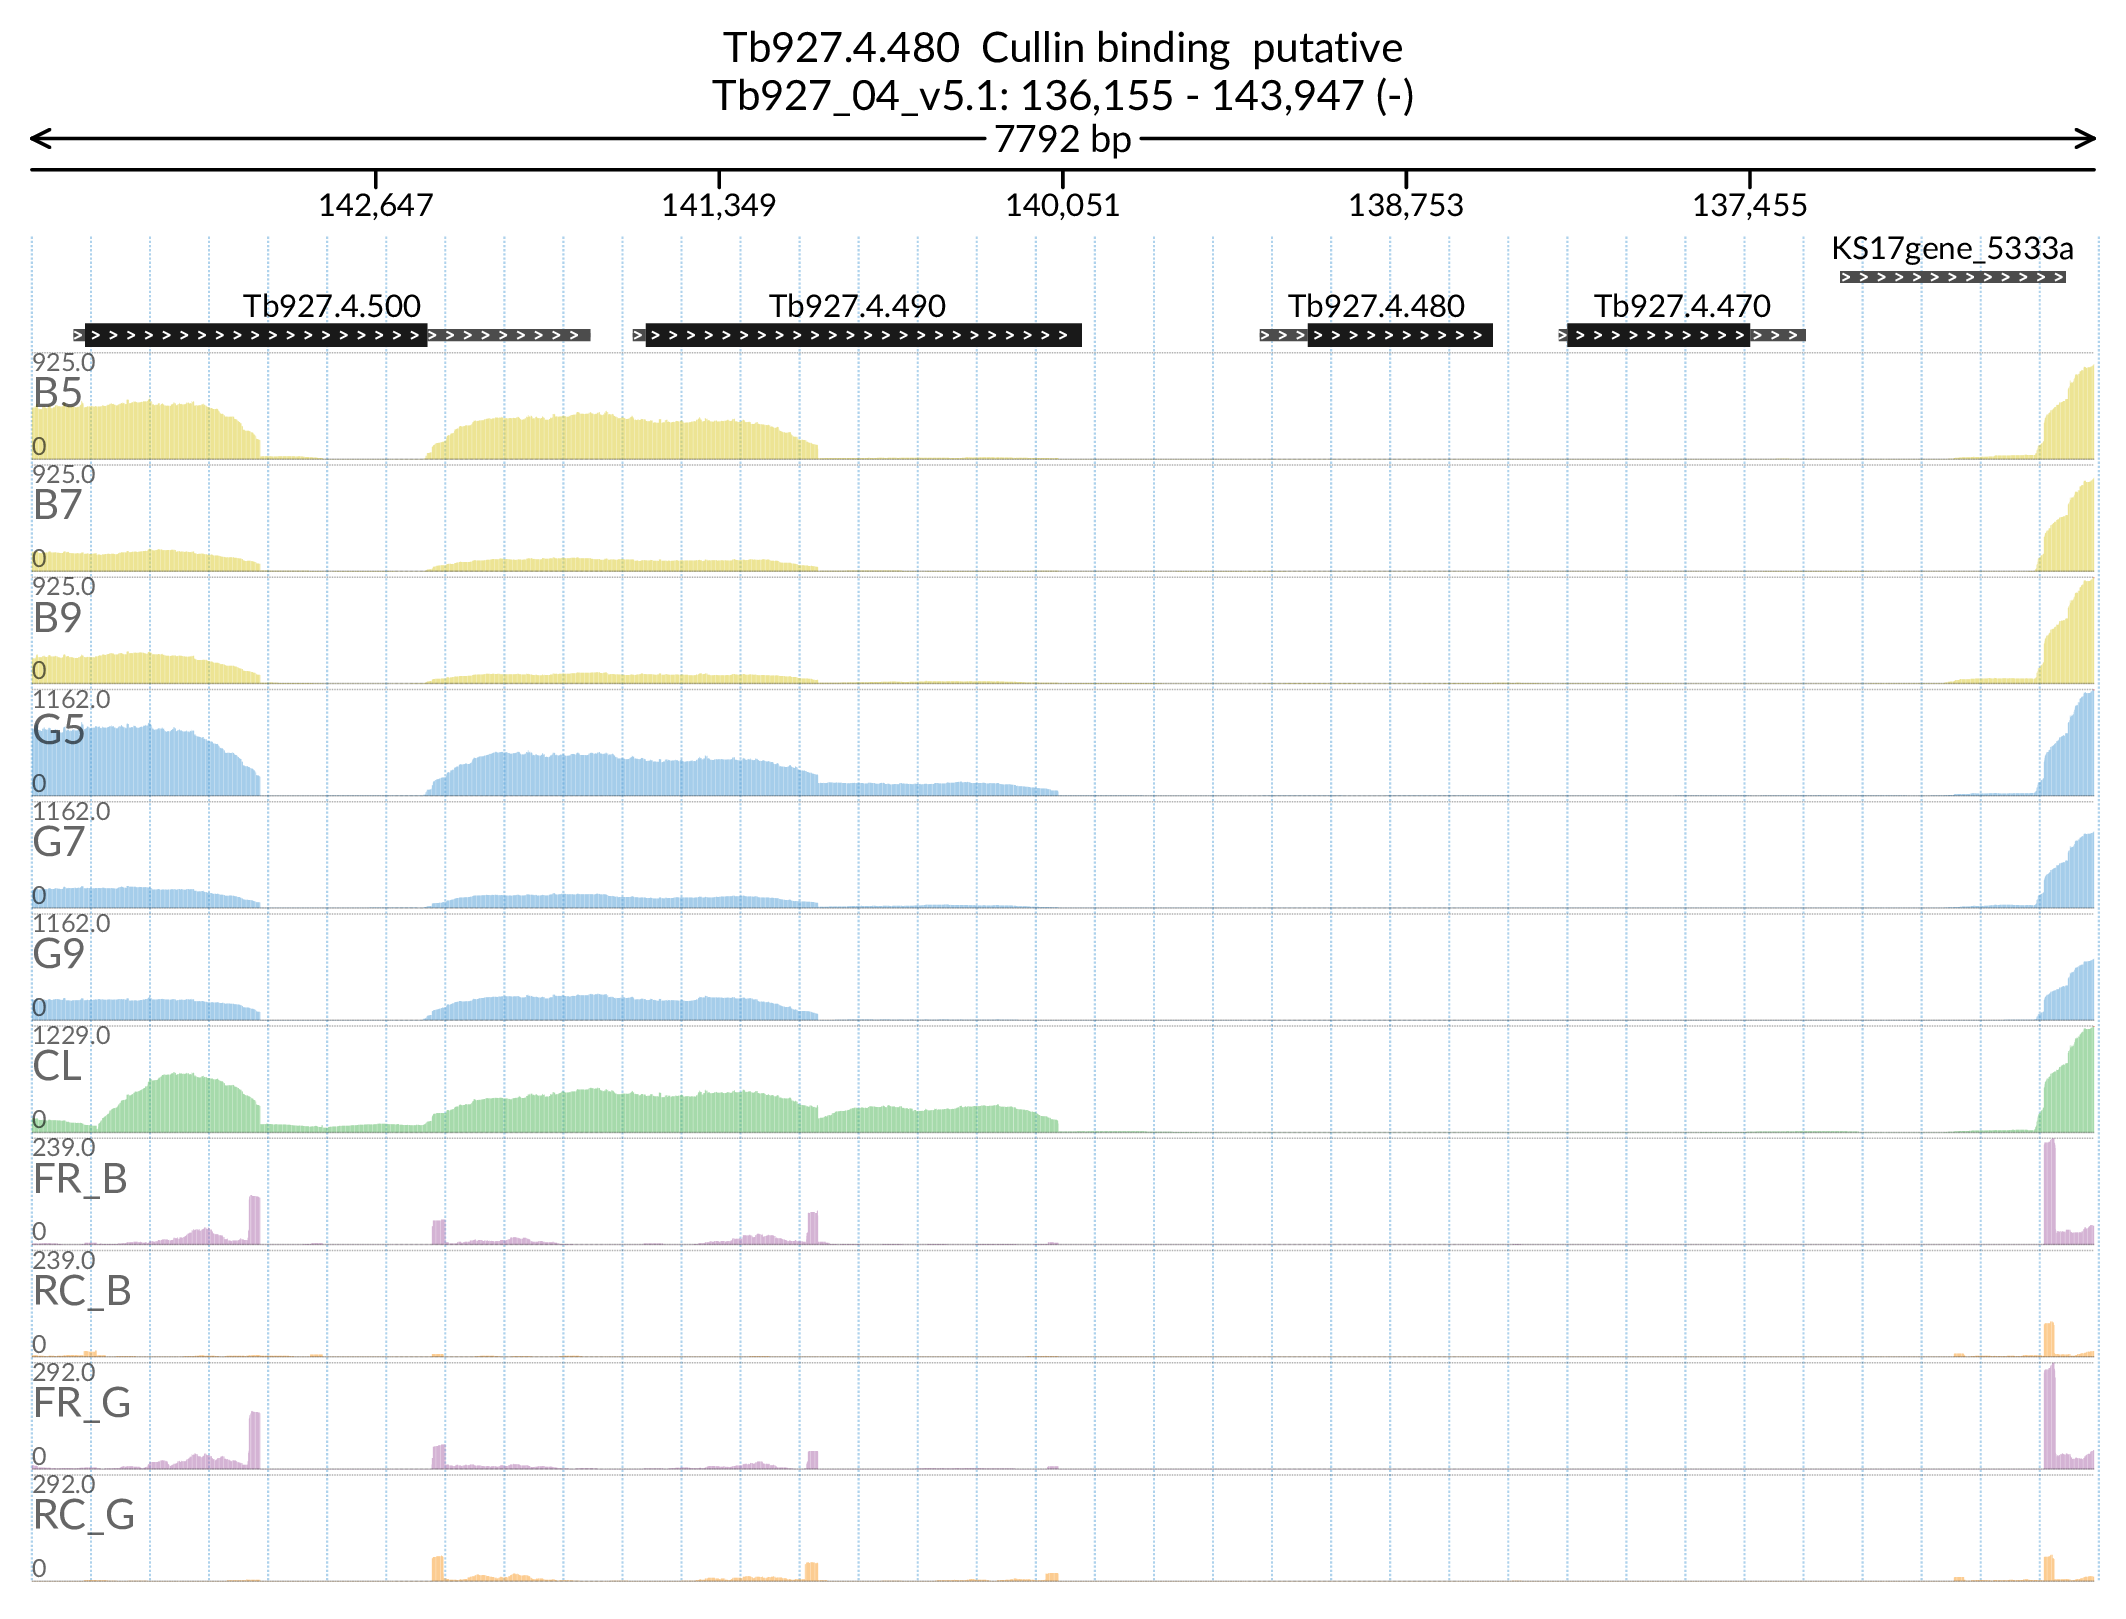 Tb927.4.480  Cullin binding  putative
Tb927_04_v5.1: 136,155 - 143,947 (-)
7792 bp
142,647 141,349 140,051 138,753 137,455
KS17gene_5333a
Tb927.4.500 Tb927.4.490 Tb927.4.480 Tb927.4.470
925.0
B5
0
925.0
B7
0
925.0
B9
0
1162.0
G5
0
1162.0
G7
0
1162.0
G9
0
1229.0
CL
0
239.0
FR_B
0
239.0
RC_B
0
292.0
FR_G
0
292.0
RC_G
0